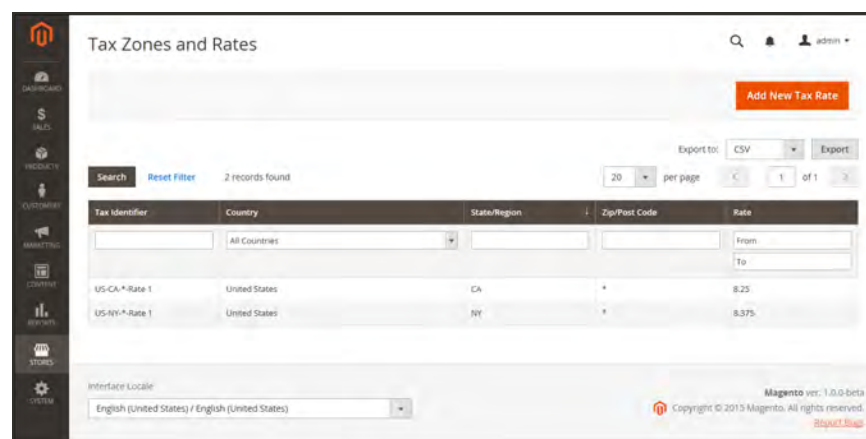 Tax Zones and Rates
admin
DASHBOARD
SALES
PRODUCTS
CUSTOMERS
MARKETING
CONTENT
REPORTS
STORES
SYSTEM
Add New Tax Rate
Export to: CSV Export
Search Reset Filter 2 records found 20 per page 1 of 1
Tax Identifier Country State/Region Zip/Post Code Rate
All Countries From
To
US-CA-*-Rate 1 United States CA * 8.25
US-NY-*-Rate 1 United States NY * 8.375
Interface Locale
English (United States) / English (United States)
Magento ver. 1.0.0-beta
Copyright © 2015 Magento. All rights reserved.
Report Bugs